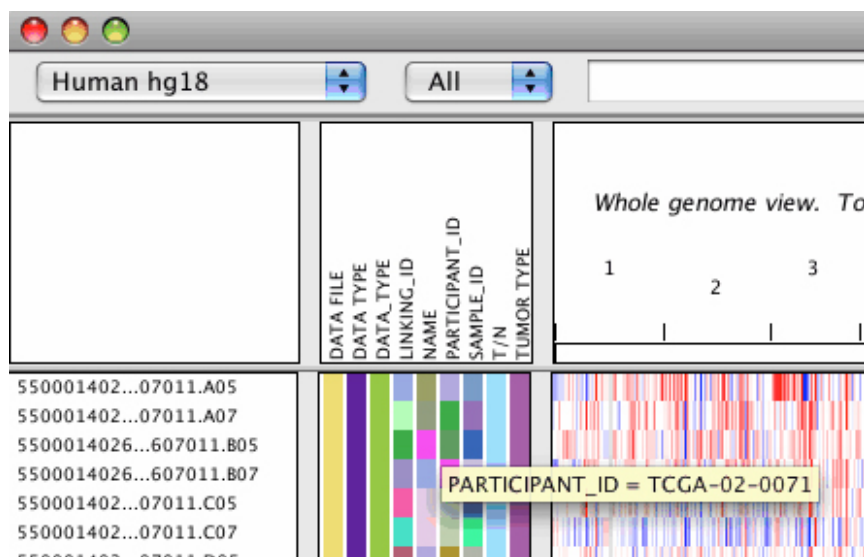 Human hg18
All
Whole genome view. To
1
2
3
DATA FILE
DATA TYPE
DATA_TYPE
LINKING_ID
NAME
PARTICIPANT_ID
SAMPLE_ID
T/N
TUMOR TYPE
550001402...07011.A05
550001402...07011.A07
5500014026...607011.B05
5500014026...607011.B07
PARTICIPANT_ID = TCGA-02-0071
550001402...07011.C05
550001402...07011.C07